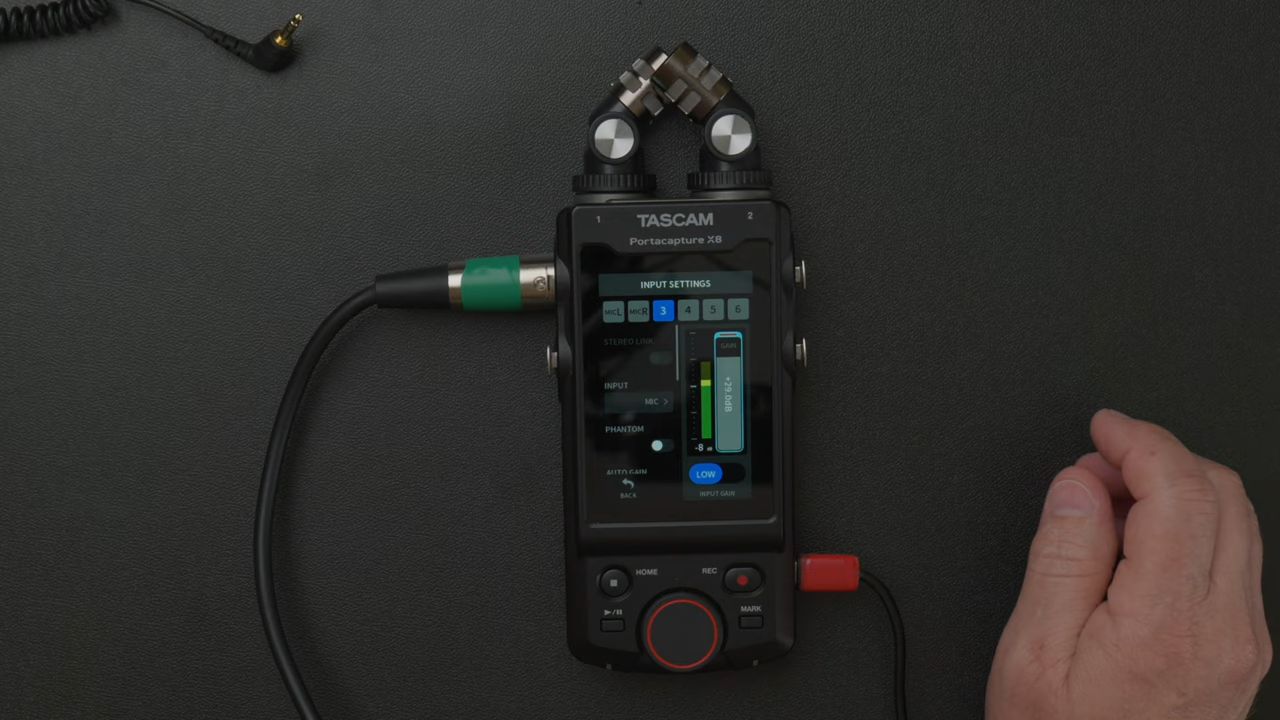 1
TASCAM
2
Portacapture X8
INPUT SETTINGS
MIC L MIC R 3 4 5 6
STEREO LINK
GAIN
INPUT
MIC >
+29.0dB
PHANTOM
-8 dB
AUTO GAIN
LOW
BACK
INPUT GAIN
HOME
REC
MARK